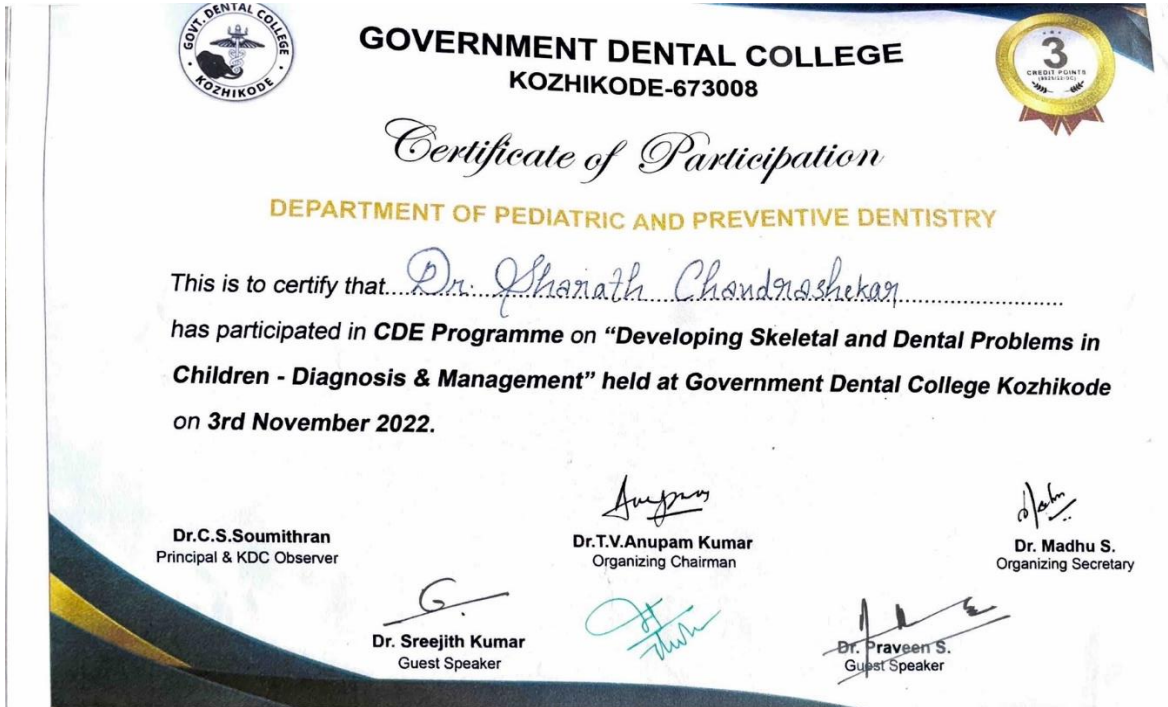 GOVT. DENTAL COLLEGE
KOZHIKODE
GOVERNMENT DENTAL COLLEGE
KOZHIKODE-673008
3
CREDIT POINTS
Certificate of Participation
DEPARTMENT OF PEDIATRIC AND PREVENTIVE DENTISTRY
This is to certify that....Dr. Sharath Chandrashekar....
has participated in CDE Programme on “Developing Skeletal and Dental Problems in
Children - Diagnosis & Management” held at Government Dental College Kozhikode
on 3rd November 2022.
Dr.C.S.Soumithran
Principal & KDC Observer
Dr.T.V.Anupam Kumar
Organizing Chairman
Dr. Madhu S.
Organizing Secretary
Dr. Sreejith Kumar
Guest Speaker
Dr. Praveen S.
Guest Speaker